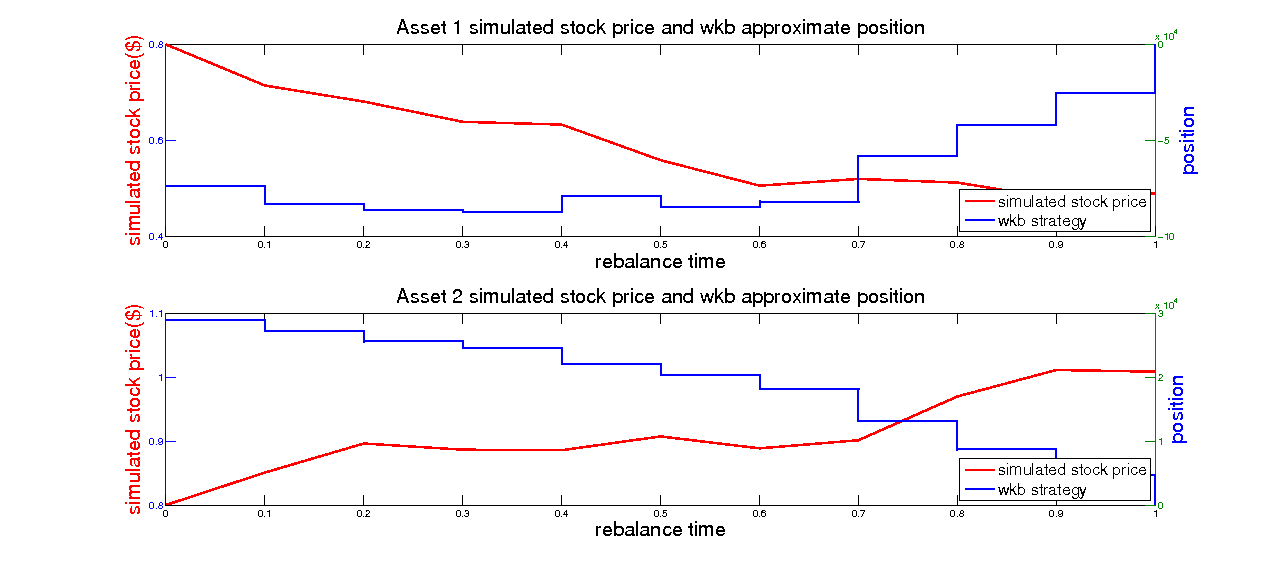 Asset 1 simulated stock price and wkb approximate position
x 10^4
simulated stock price($)
0.8
0.6
0.4
0
-5
-10
position
simulated stock price
wkb strategy
0 0.1 0.2 0.3 0.4 0.5 0.6 0.7 0.8 0.9 1
rebalance time
Asset 2 simulated stock price and wkb approximate position
x 10^4
simulated stock price($)
1.1
1
0.9
0.8
3
2
1
0
position
simulated stock price
wkb strategy
0 0.1 0.2 0.3 0.4 0.5 0.6 0.7 0.8 0.9 1
rebalance time